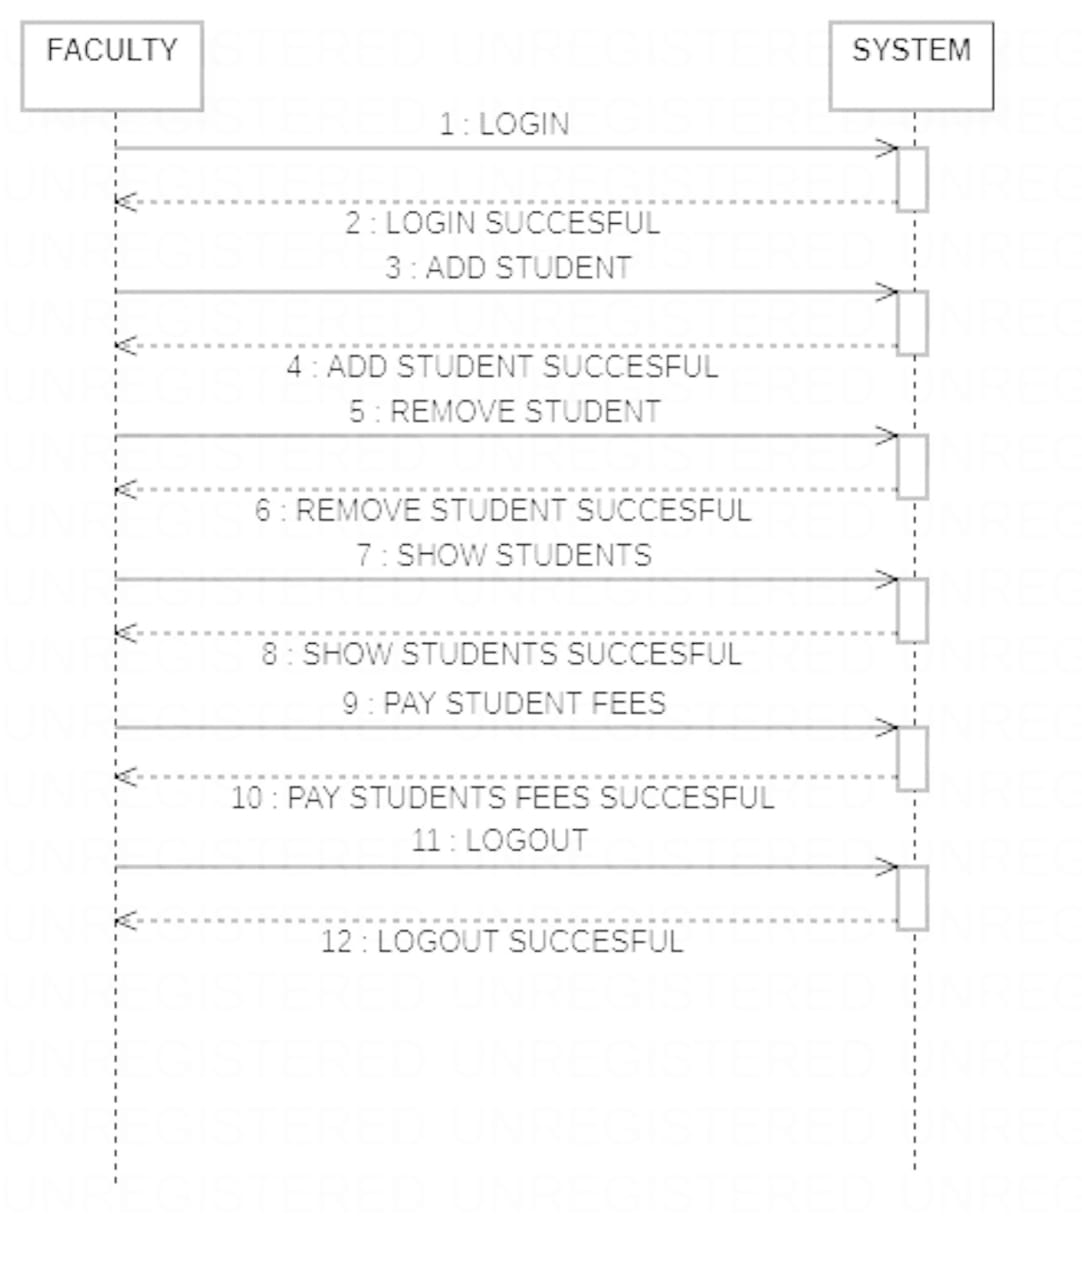 FACULTY
SYSTEM
1 : LOGIN
2 : LOGIN SUCCESFUL
3 : ADD STUDENT
4 : ADD STUDENT SUCCESFUL
5 : REMOVE STUDENT
6 : REMOVE STUDENT SUCCESFUL
7 : SHOW STUDENTS
8 : SHOW STUDENTS SUCCESFUL
9 : PAY STUDENT FEES
10 : PAY STUDENTS FEES SUCCESFUL
11 : LOGOUT
12 : LOGOUT SUCCESFUL